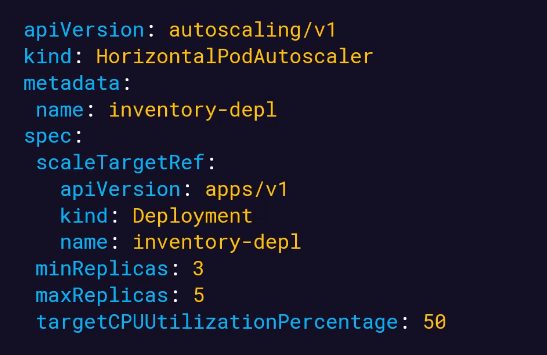 apiVersion: autoscaling/v1
kind: HorizontalPodAutoscaler
metadata:
 name: inventory-depl
spec:
 scaleTargetRef:
   apiVersion: apps/v1
   kind: Deployment
   name: inventory-depl
 minReplicas: 3
 maxReplicas: 5
 targetCPUUtilizationPercentage: 50